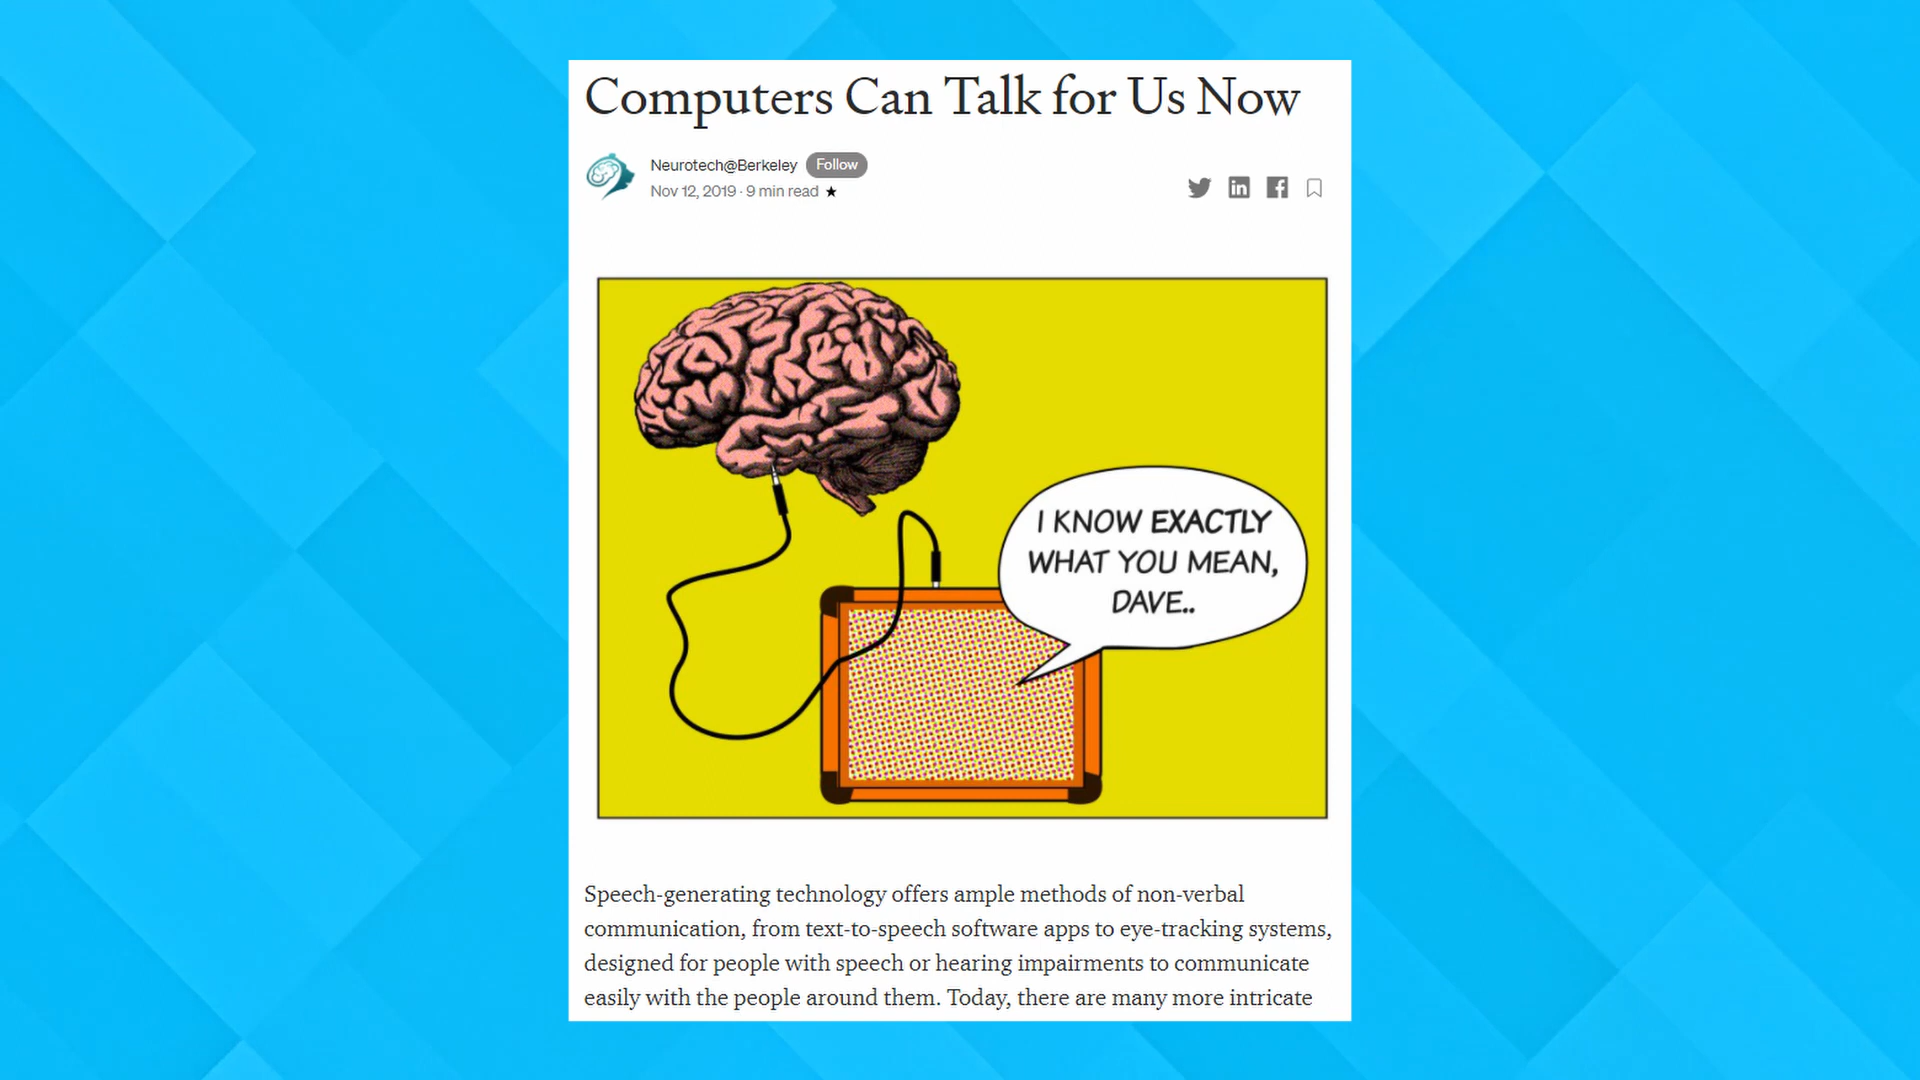 Computers Can Talk for Us Now
Neurotech@Berkeley Follow
Nov 12, 2019 · 9 min read ★
I KNOW EXACTLY
WHAT YOU MEAN,
DAVE..
Speech-generating technology offers ample methods of non-verbal
communication, from text-to-speech software apps to eye-tracking systems,
designed for people with speech or hearing impairments to communicate
easily with the people around them. Today, there are many more intricate